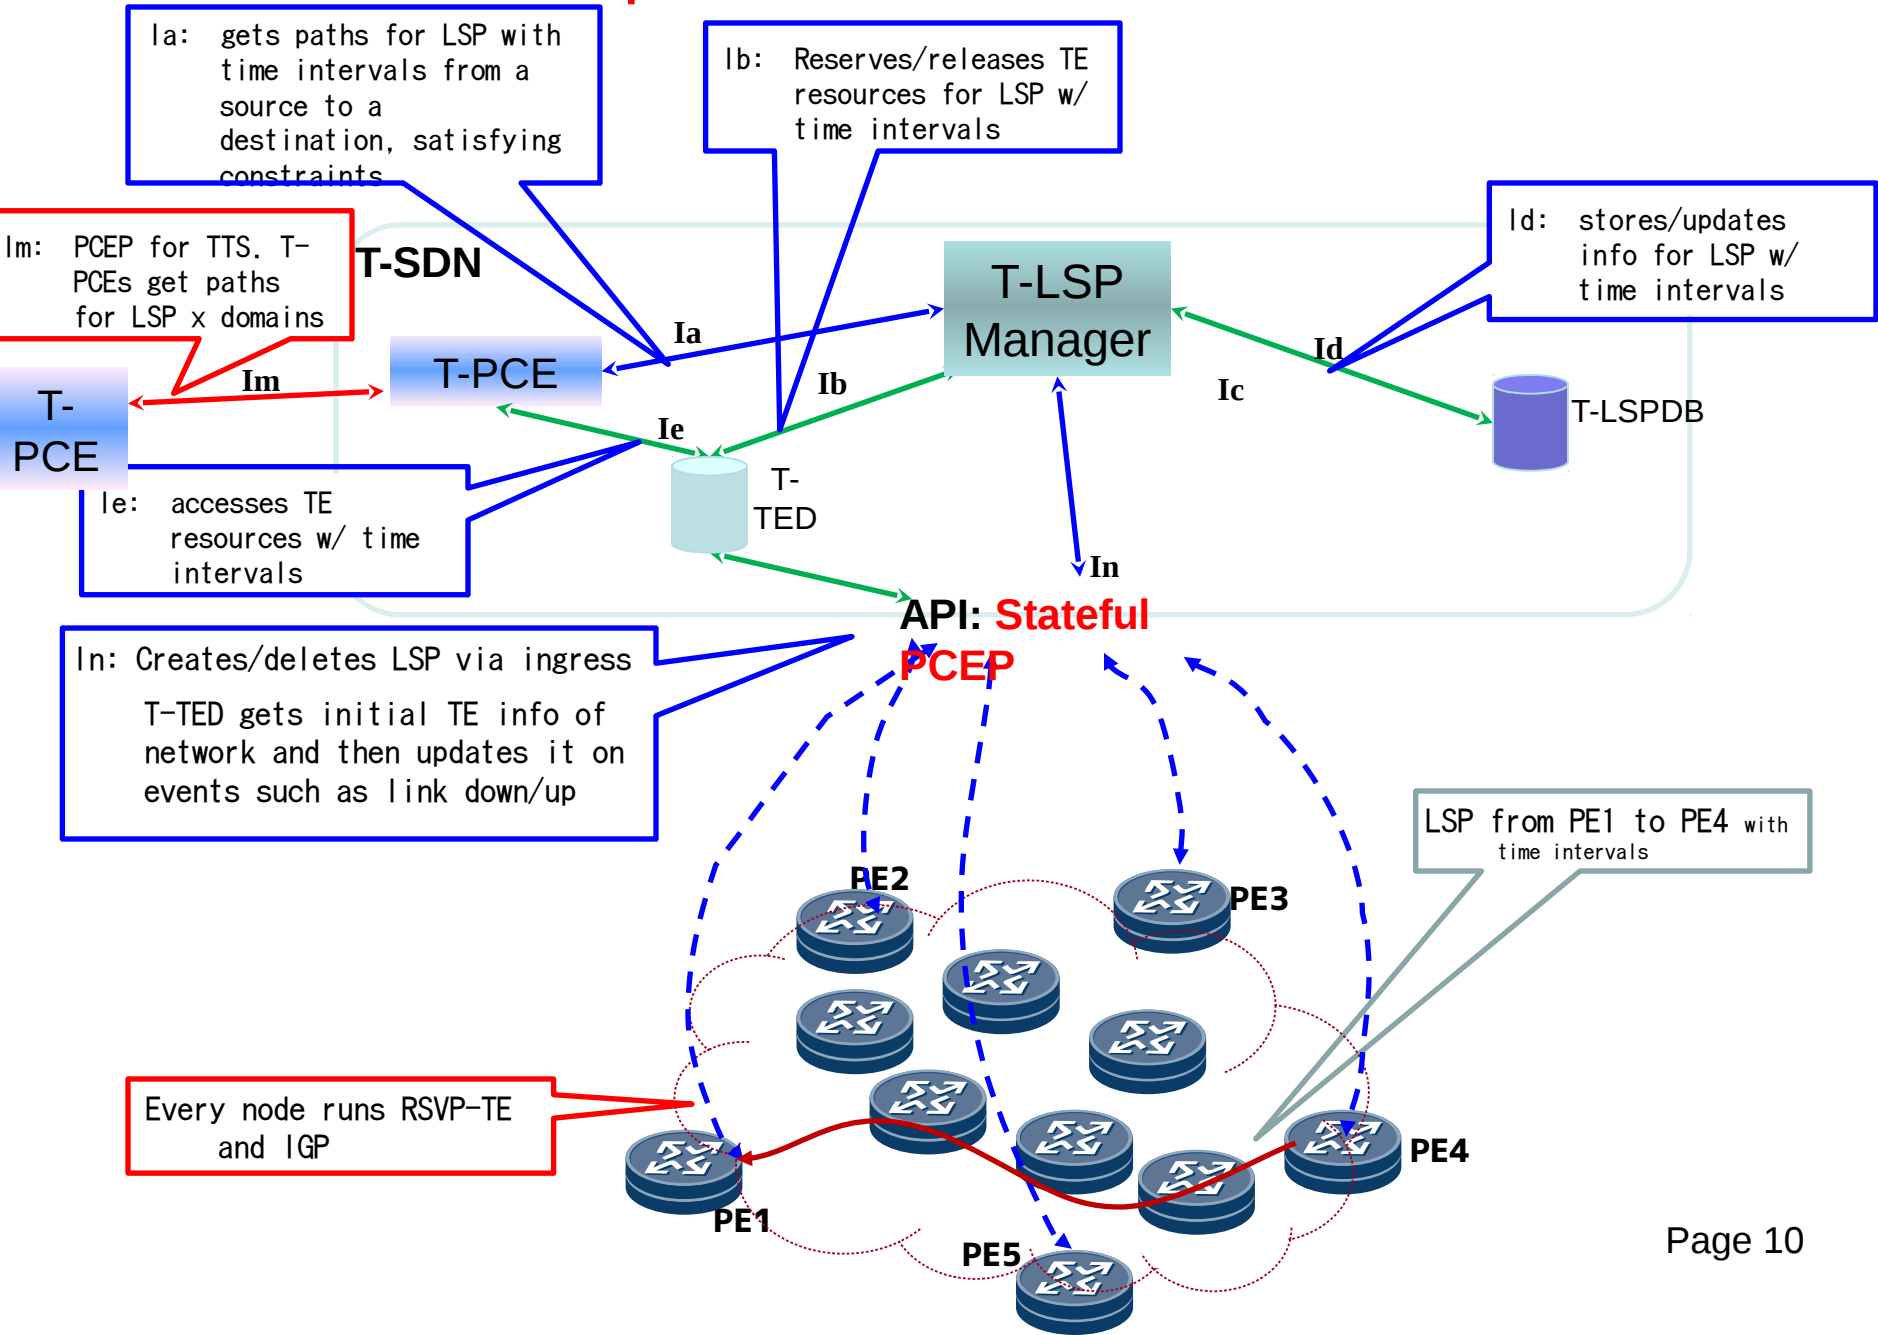 Ia: gets paths for LSP with
time intervals from a
source to a
destination, satisfying
constraints
Ib: Reserves/releases TE
resources for LSP w/
time intervals
Id: stores/updates
info for LSP w/
time intervals
Im: PCEP for TTS. T-
PCEs get paths
for LSP x domains
T-SDN
T-LSP
Manager
Ia
Id
T-PCE
Im
Ib
Ic
T-
PCE
T-LSPDB
Ie
T-
TED
Ie: accesses TE
resources w/ time
intervals
In
API: Stateful
PCEP
In: Creates/deletes LSP via ingress
T-TED gets initial TE info of
network and then updates it on
events such as link down/up
LSP from PE1 to PE4 with
time intervals
PE2
PE3
Every node runs RSVP-TE
and IGP
PE4
PE1
PE5
Page 10